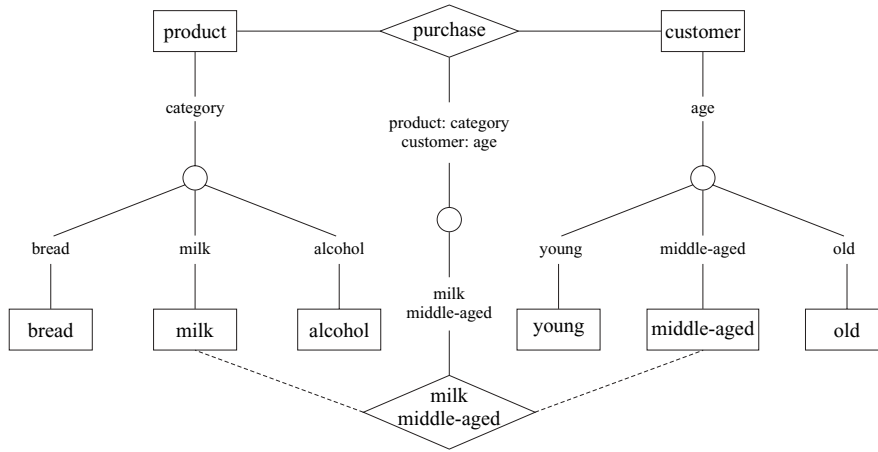 product
purchase
customer
category
product: category
customer: age
age
bread
milk
alcohol
milk
middle-aged
young
middle-aged
old
bread
milk
alcohol
young
middle-aged
old
milk
middle-aged